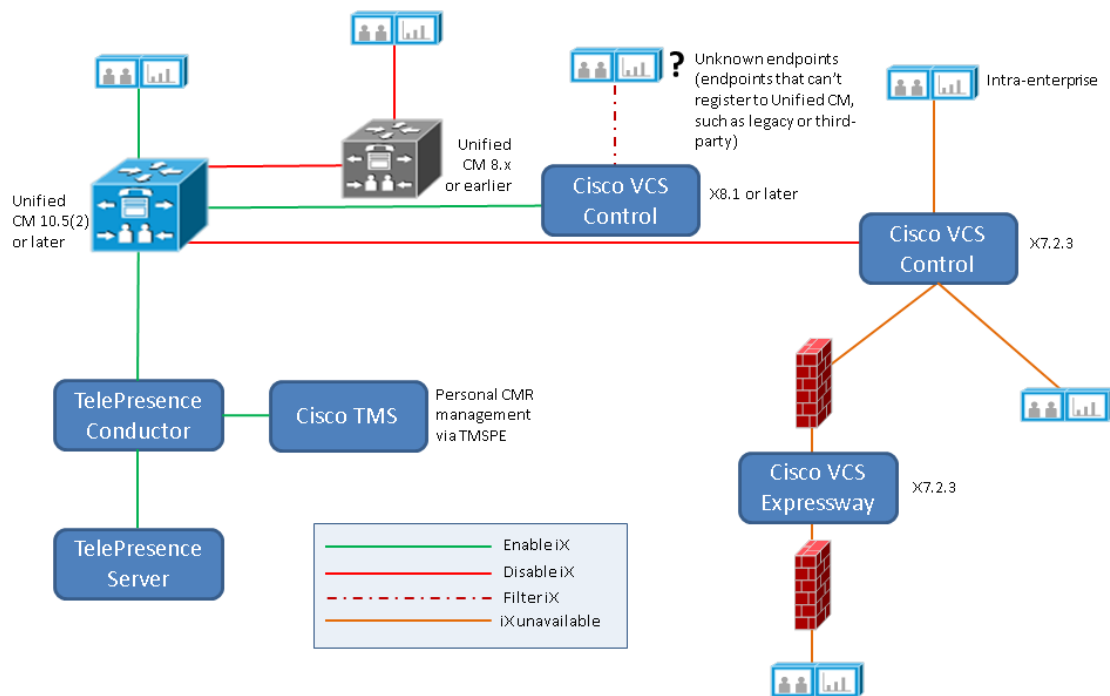 ?
Unknown endpoints
(endpoints that can't
register to Unified CM,
such as legacy or third-
party)
Intra-enterprise
Unified
CM 8.x
or earlier
Cisco VCS
Control
X8.1 or later
Unified
CM 10.5(2)
or later
Cisco VCS
Control
X7.2.3
TelePresence
Conductor
Cisco TMS
Personal CMR
management
via TMSPE
Cisco VCS
Expressway
X7.2.3
TelePresence
Server
Enable iX
Disable iX
Filter iX
iX unavailable